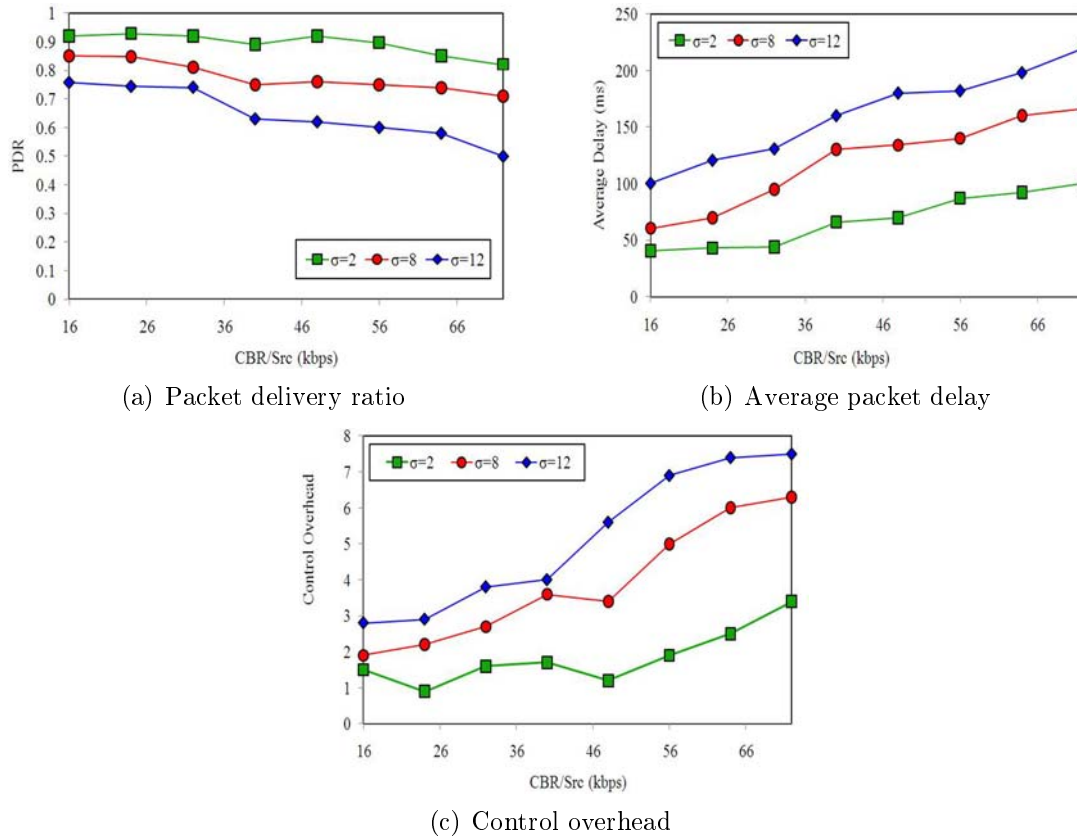 1
0.9
0.8
0.7
0.6
0.5
0.4
0.3
0.2
0.1
0
PDR
σ=2 σ=8 σ=12
16 26 36 46 56 66
CBR/Src (kbps)
(a) Packet delivery ratio
250
200
150
100
50
0
Average Delay (ms)
σ=2 σ=8 σ=12
16 26 36 46 56 66
CBR/Src (kbps)
(b) Average packet delay
8
7
6
5
4
3
2
1
0
Control Overhead
σ=2 σ=8 σ=12
16 26 36 46 56 66
CBR/Src (kbps)
(c) Control overhead